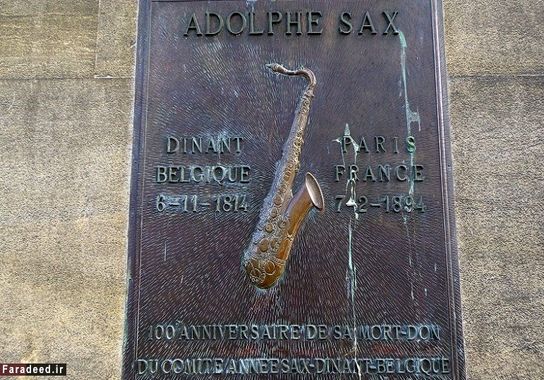 ADOLPHE SAX
DINANT
BELGIQUE
6-11-1814
PARIS
FRANCE
7-2-1894
100e ANNIVERSAIRE DE SA MORT-DON
DU COMITE ANNEE SAX-DINANT-BELGIQUE
Faradeed.ir